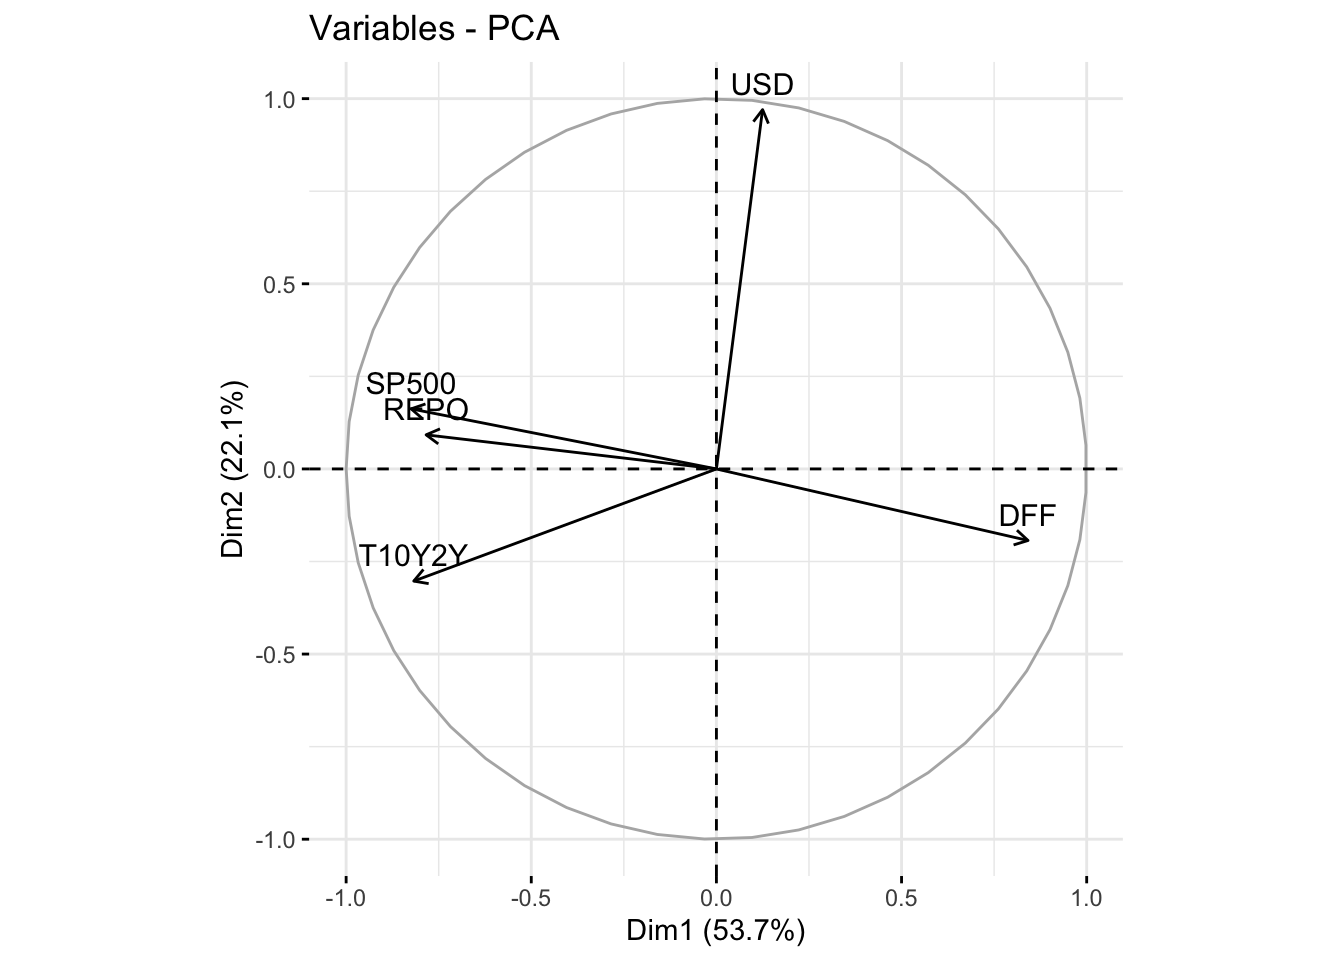 Variables - PCA
USD
1.0
0.5
SP500
REPO
0.0
DFF
T10Y2Y
-0.5
-1.0
Dim2 (22.1%)
-1.0 -0.5 0.0 0.5 1.0
Dim1 (53.7%)